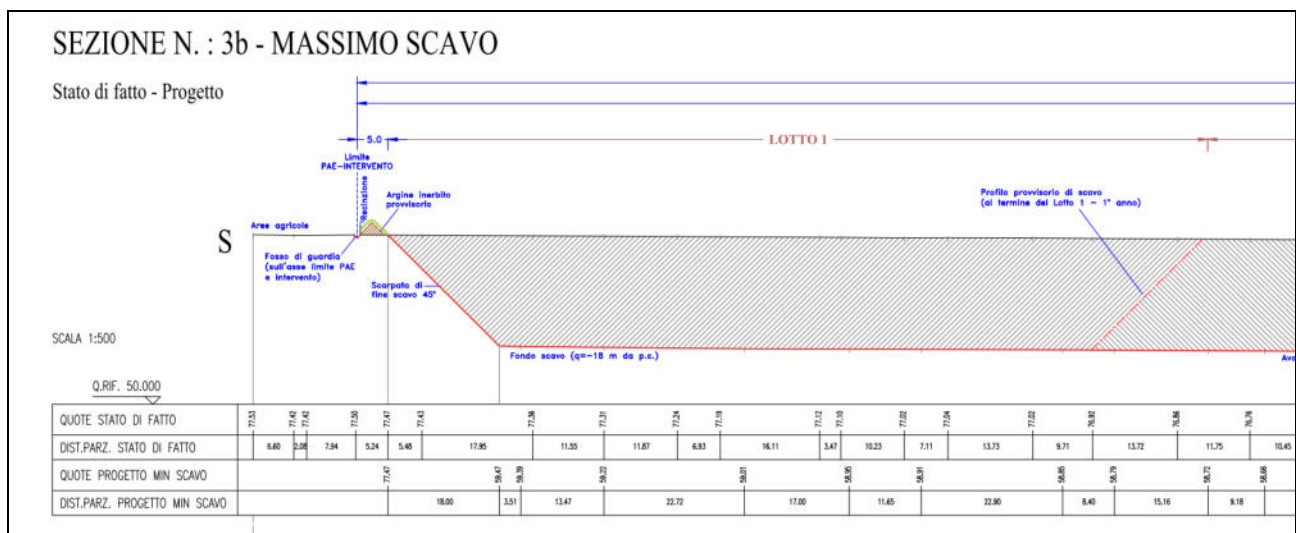 SEZIONE N. : 3b - MASSIMO SCAVO
Stato di fatto - Progetto
5.0
LOTTO 1
Limite
PAE-INTERVENTO
Recinzione
Argine inerbito
provvisorio
Profilo provvisorio di scavo
(al termine del Lotto 1 - 1° anno)
Aree agricole
S
Fosso di guardia
(sull'asse limite PAE
e intervento)
Scarpata di
fine scavo 45°
SCALA 1:500
Fondo scavo (q=-18 m da p.c.)
Q.RIF. 50.000
QUOTE STATO DI FATTO 77.53 77.42 77.42 77.50 77.47 77.43 77.36 77.31 77.24 77.19 77.12 77.10 77.02 77.04 77.02 76.92 76.86 76.76
DIST.PARZ. STATO DI FATTO 6.60 2.08 7.94 5.24 5.48 17.95 11.55 11.87 6.93 16.11 3.47 10.23 7.11 13.73 9.71 13.72 11.75 10.45
QUOTE PROGETTO MIN SCAVO 77.47 59.47 59.39 59.22 59.01 58.95 58.91 58.85 58.79 58.72 58.66
DIST.PARZ. PROGETTO MIN SCAVO 18.00 3.51 13.47 22.72 17.00 11.65 22.90 8.40 15.16 9.18